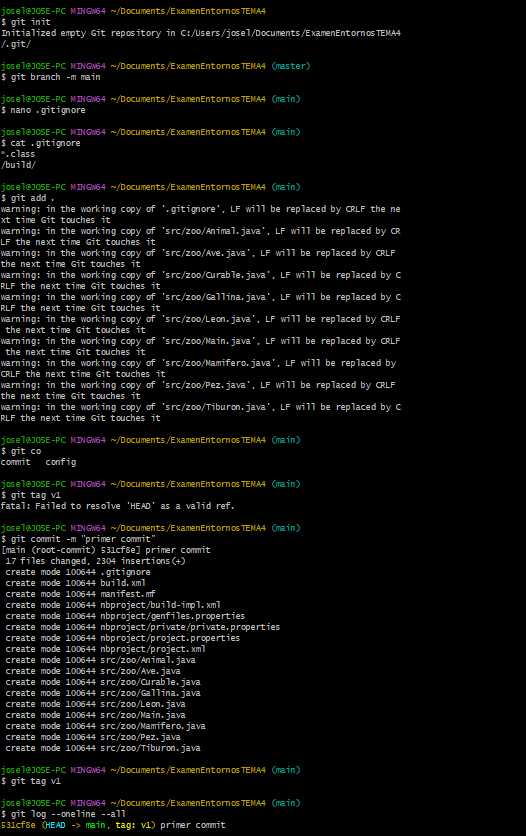 josel@JOSE-PC MINGW64 ~/Documents/ExamenEntornosTEMA4
$ git init
Initialized empty Git repository in C:/Users/josel/Documents/ExamenEntornosTEMA4
/.git/
josel@JOSE-PC MINGW64 ~/Documents/ExamenEntornosTEMA4 (master)
$ git branch -m main
josel@JOSE-PC MINGW64 ~/Documents/ExamenEntornosTEMA4 (main)
$ nano .gitignore
josel@JOSE-PC MINGW64 ~/Documents/ExamenEntornosTEMA4 (main)
$ cat .gitignore
*.class
/build/
josel@JOSE-PC MINGW64 ~/Documents/ExamenEntornosTEMA4 (main)
$ git add .
warning: in the working copy of '.gitignore', LF will be replaced by CRLF the ne
xt time Git touches it
warning: in the working copy of 'src/zoo/Animal.java', LF will be replaced by CR
LF the next time Git touches it
warning: in the working copy of 'src/zoo/Ave.java', LF will be replaced by CRLF
the next time Git touches it
warning: in the working copy of 'src/zoo/Curable.java', LF will be replaced by C
RLF the next time Git touches it
warning: in the working copy of 'src/zoo/Gallina.java', LF will be replaced by C
RLF the next time Git touches it
warning: in the working copy of 'src/zoo/Leon.java', LF will be replaced by CRLF
 the next time Git touches it
warning: in the working copy of 'src/zoo/Main.java', LF will be replaced by CRLF
 the next time Git touches it
warning: in the working copy of 'src/zoo/Mamifero.java', LF will be replaced by
CRLF the next time Git touches it
warning: in the working copy of 'src/zoo/Pez.java', LF will be replaced by CRLF
the next time Git touches it
warning: in the working copy of 'src/zoo/Tiburon.java', LF will be replaced by C
RLF the next time Git touches it
josel@JOSE-PC MINGW64 ~/Documents/ExamenEntornosTEMA4 (main)
$ git co
commit   config
josel@JOSE-PC MINGW64 ~/Documents/ExamenEntornosTEMA4 (main)
$ git tag v1
fatal: Failed to resolve 'HEAD' as a valid ref.
josel@JOSE-PC MINGW64 ~/Documents/ExamenEntornosTEMA4 (main)
$ git commit -m "primer commit"
[main (root-commit) 531cf8e] primer commit
 17 files changed, 2304 insertions(+)
 create mode 100644 .gitignore
 create mode 100644 build.xml
 create mode 100644 manifest.mf
 create mode 100644 nbproject/build-impl.xml
 create mode 100644 nbproject/genfiles.properties
 create mode 100644 nbproject/private/private.properties
 create mode 100644 nbproject/project.properties
 create mode 100644 nbproject/project.xml
 create mode 100644 src/zoo/Animal.java
 create mode 100644 src/zoo/Ave.java
 create mode 100644 src/zoo/Curable.java
 create mode 100644 src/zoo/Gallina.java
 create mode 100644 src/zoo/Leon.java
 create mode 100644 src/zoo/Main.java
 create mode 100644 src/zoo/Mamifero.java
 create mode 100644 src/zoo/Pez.java
 create mode 100644 src/zoo/Tiburon.java
josel@JOSE-PC MINGW64 ~/Documents/ExamenEntornosTEMA4 (main)
$ git tag v1
josel@JOSE-PC MINGW64 ~/Documents/ExamenEntornosTEMA4 (main)
$ git log --oneline --all
531cf8e (HEAD -> main, tag: v1) primer commit